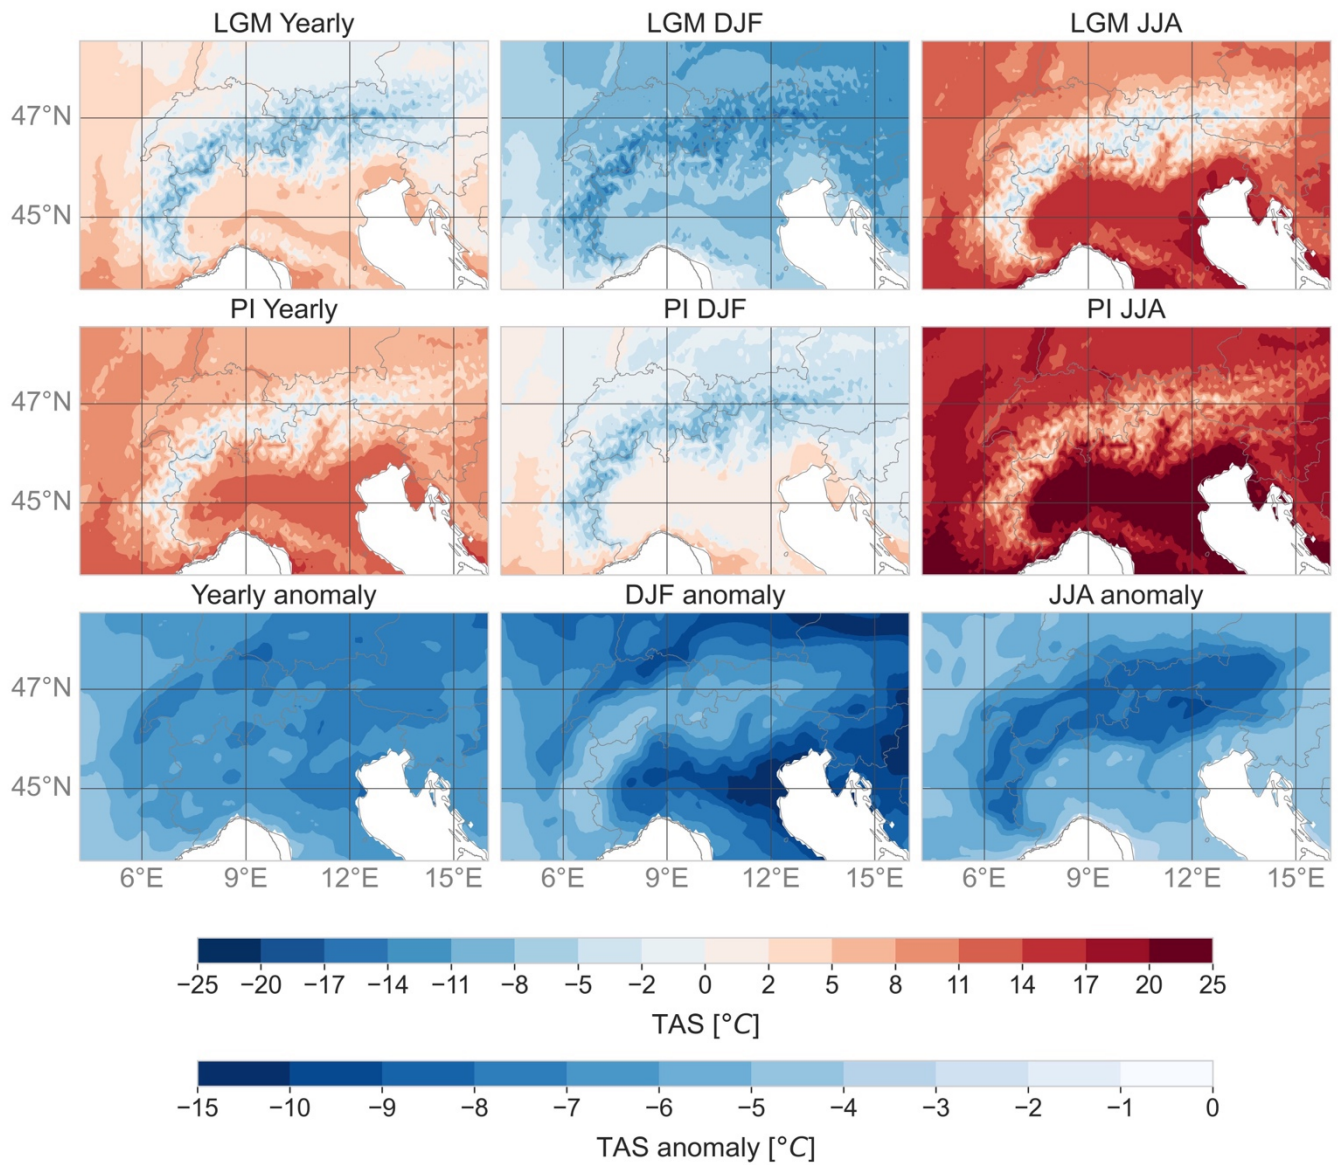 LGM Yearly LGM DJF LGM JJA
47°N
45°N
PI Yearly PI DJF PI JJA
47°N
45°N
Yearly anomaly DJF anomaly JJA anomaly
47°N
45°N
6°E 9°E 12°E 15°E 6°E 9°E 12°E 15°E 6°E 9°E 12°E 15°E
−25 −20 −17 −14 −11 −8 −5 −2 0 2 5 8 11 14 17 20 25
TAS [°C]
−15 −10 −9 −8 −7 −6 −5 −4 −3 −2 −1 0
TAS anomaly [°C]